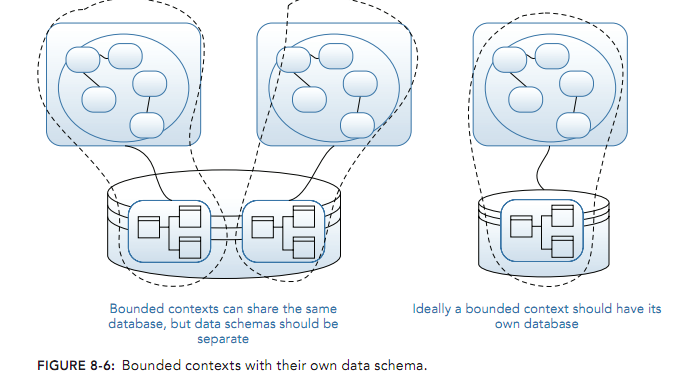 Bounded contexts can share the same
database, but data schemas should be
separate
Ideally a bounded context should have its
own database
FIGURE 8-6: Bounded contexts with their own data schema.